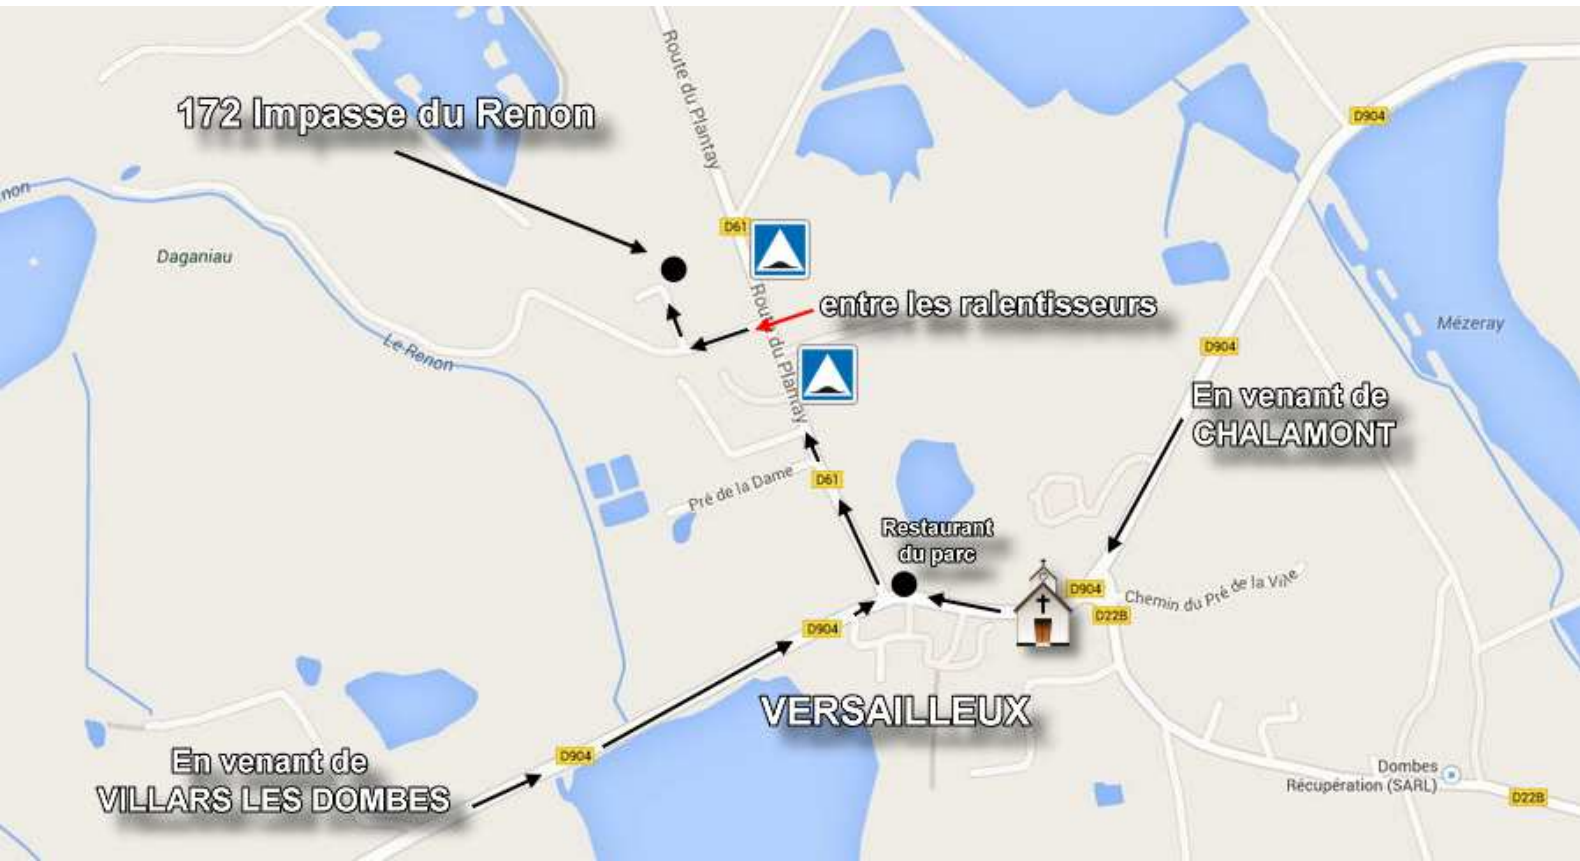 Route du Plantay
172 Impasse du Renon
D904
D61
Daganiau
Route du Plantay
entre les ralentisseurs
Mézeray
Le Renon
D904
En venant de
CHALAMONT
Pré de la Dame
D61
Restaurant
du parc
D904
Chemin du Pré de la Ville
D22B
D904
VERSAILLEUX
En venant de
VILLARS LES DOMBES
D904
Dombes
Récupération (SARL)
D22B